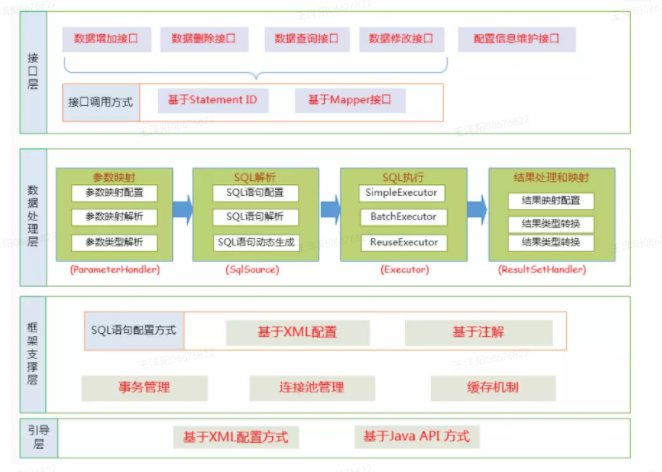 数据增加接口 数据删除接口 数据查询接口 数据修改接口 配置信息维护接口
接口层
接口调用方式 基于Statement ID 基于Mapper接口
数据处理层
参数映射 SQL解析 SQL执行 结果处理和映射
参数映射配置 SQL语句配置 SimpleExecutor 结果映射配置
参数映射解析 SQL语句解析 BatchExecutor 结果类型转换
参数类型解析 SQL语句动态生成 ReuseExecutor 结果类型转换
(ParameterHandler) (SqlSource) (Executor) (ResultSetHandler)
框架支撑层
SQL语句配置方式 基于XML配置 基于注解
事务管理 连接池管理 缓存机制
引导层
基于XML配置方式 基于Java API 方式